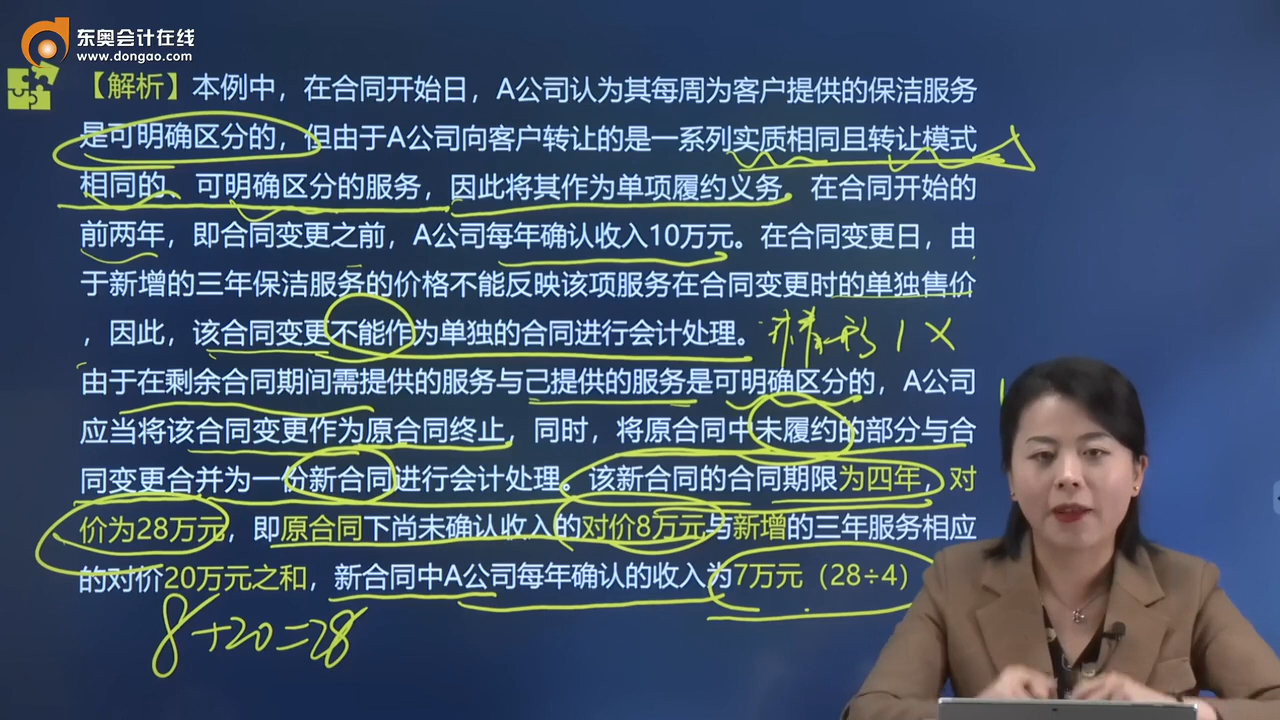 东奥会计在线
www.dongao.com
【解析】本例中，在合同开始日，A公司认为其每周为客户提供的保洁服务
是可明确区分的，但由于A公司向客户转让的是一系列实质相同且转让模式
相同的、可明确区分的服务，因此将其作为单项履约义务。在合同开始的
前两年，即合同变更之前，A公司每年确认收入10万元。在合同变更日，由
于新增的三年保洁服务的价格不能反映该项服务在合同变更时的单独售价
，因此，该合同变更不能作为单独的合同进行会计处理。
情形1×
由于在剩余合同期间需提供的服务与已提供的服务是可明确区分的，A公司
应当将该合同变更作为原合同终止，同时，将原合同中未履约的部分与合
同变更合并为一份新合同进行会计处理。该新合同的合同期限为四年，对
价为28万元，即原合同下尚未确认收入的对价8万元与新增的三年服务相应
的对价20万元之和，新合同中A公司每年确认的收入为7万元（28÷4）
8+20=28